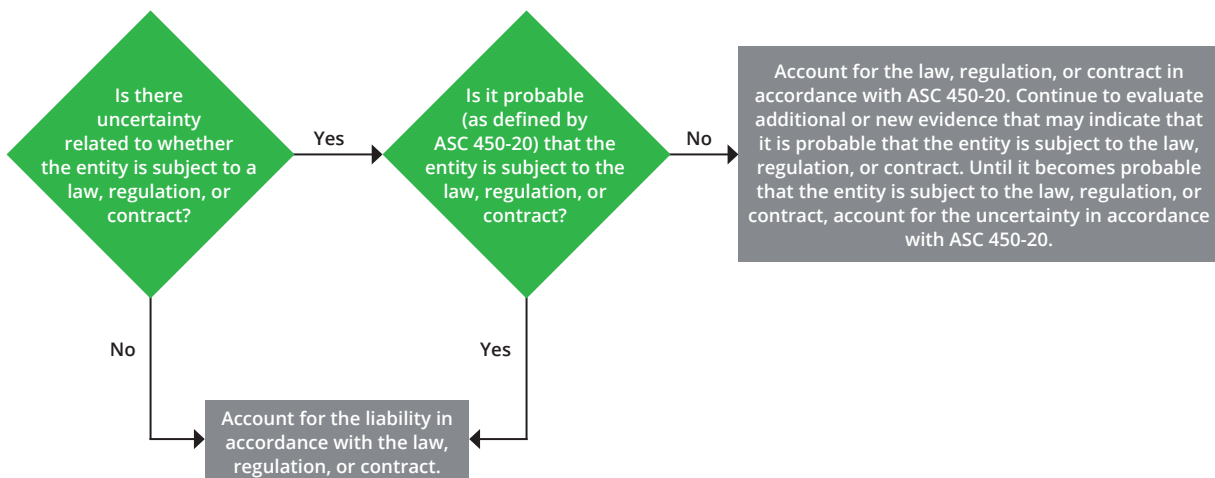 Is there
uncertainty
related to whether
the entity is subject to a
law, regulation, or
contract?
Yes
Is it probable
(as defined by
ASC 450-20) that the
entity is subject to the
law, regulation, or
contract?
No
Account for the law, regulation, or contract in
accordance with ASC 450-20. Continue to evaluate
additional or new evidence that may indicate that
it is probable that the entity is subject to the law,
regulation, or contract. Until it becomes probable
that the entity is subject to the law, regulation, or
contract, account for the uncertainty in accordance
with ASC 450-20.
No
Yes
Account for the liability in
accordance with the law,
regulation, or contract.